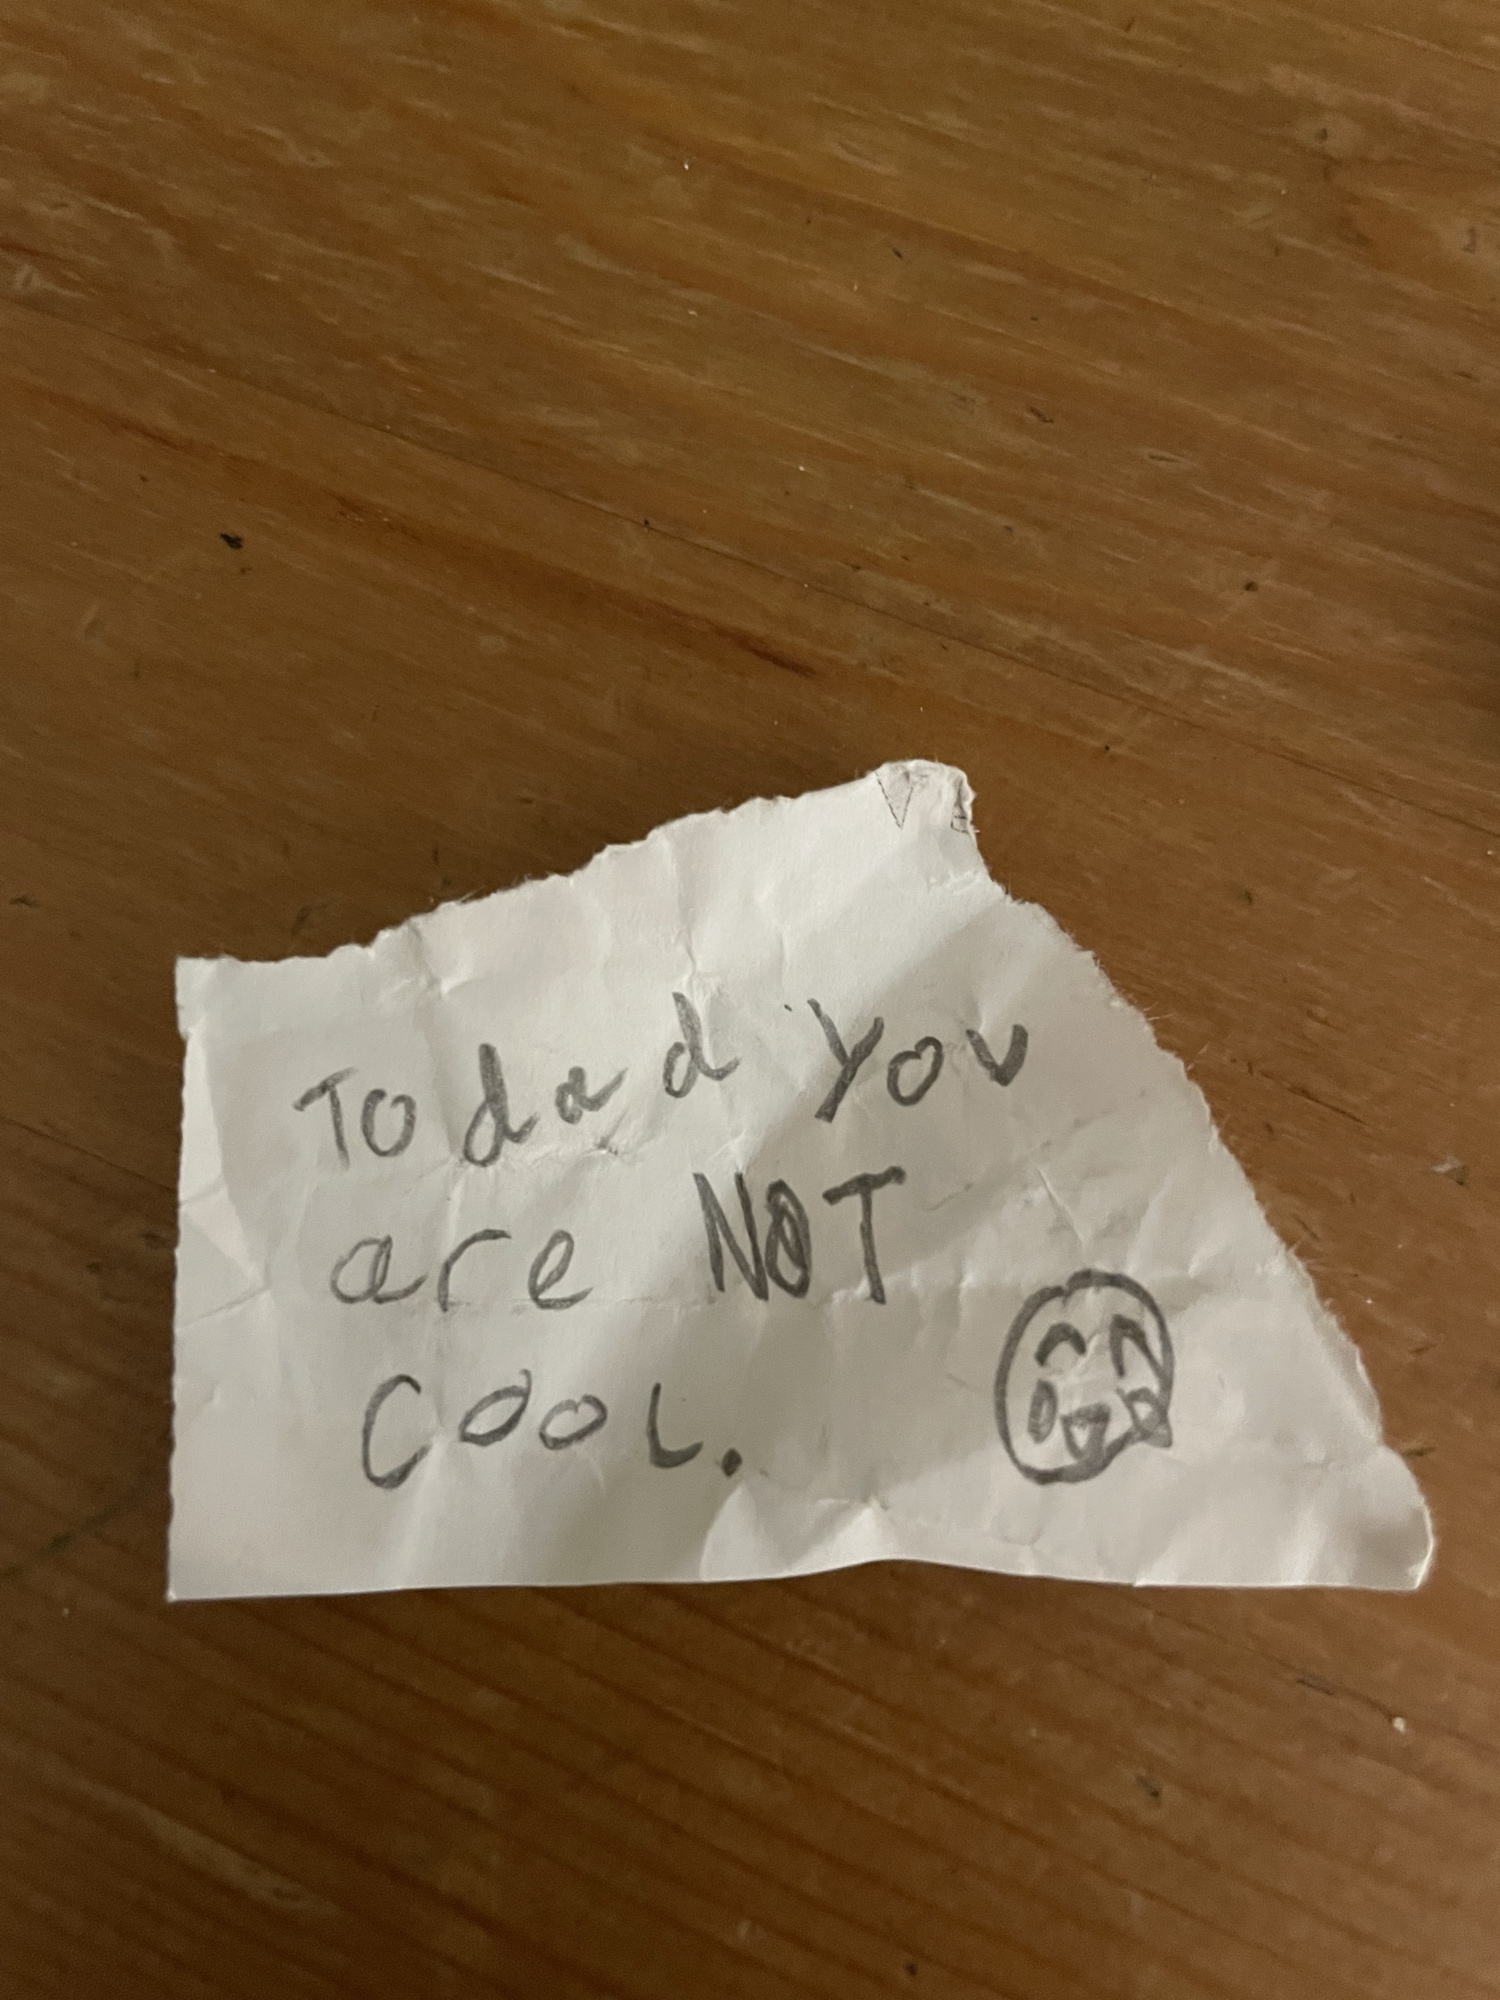 To dad you
are NOT
cool.